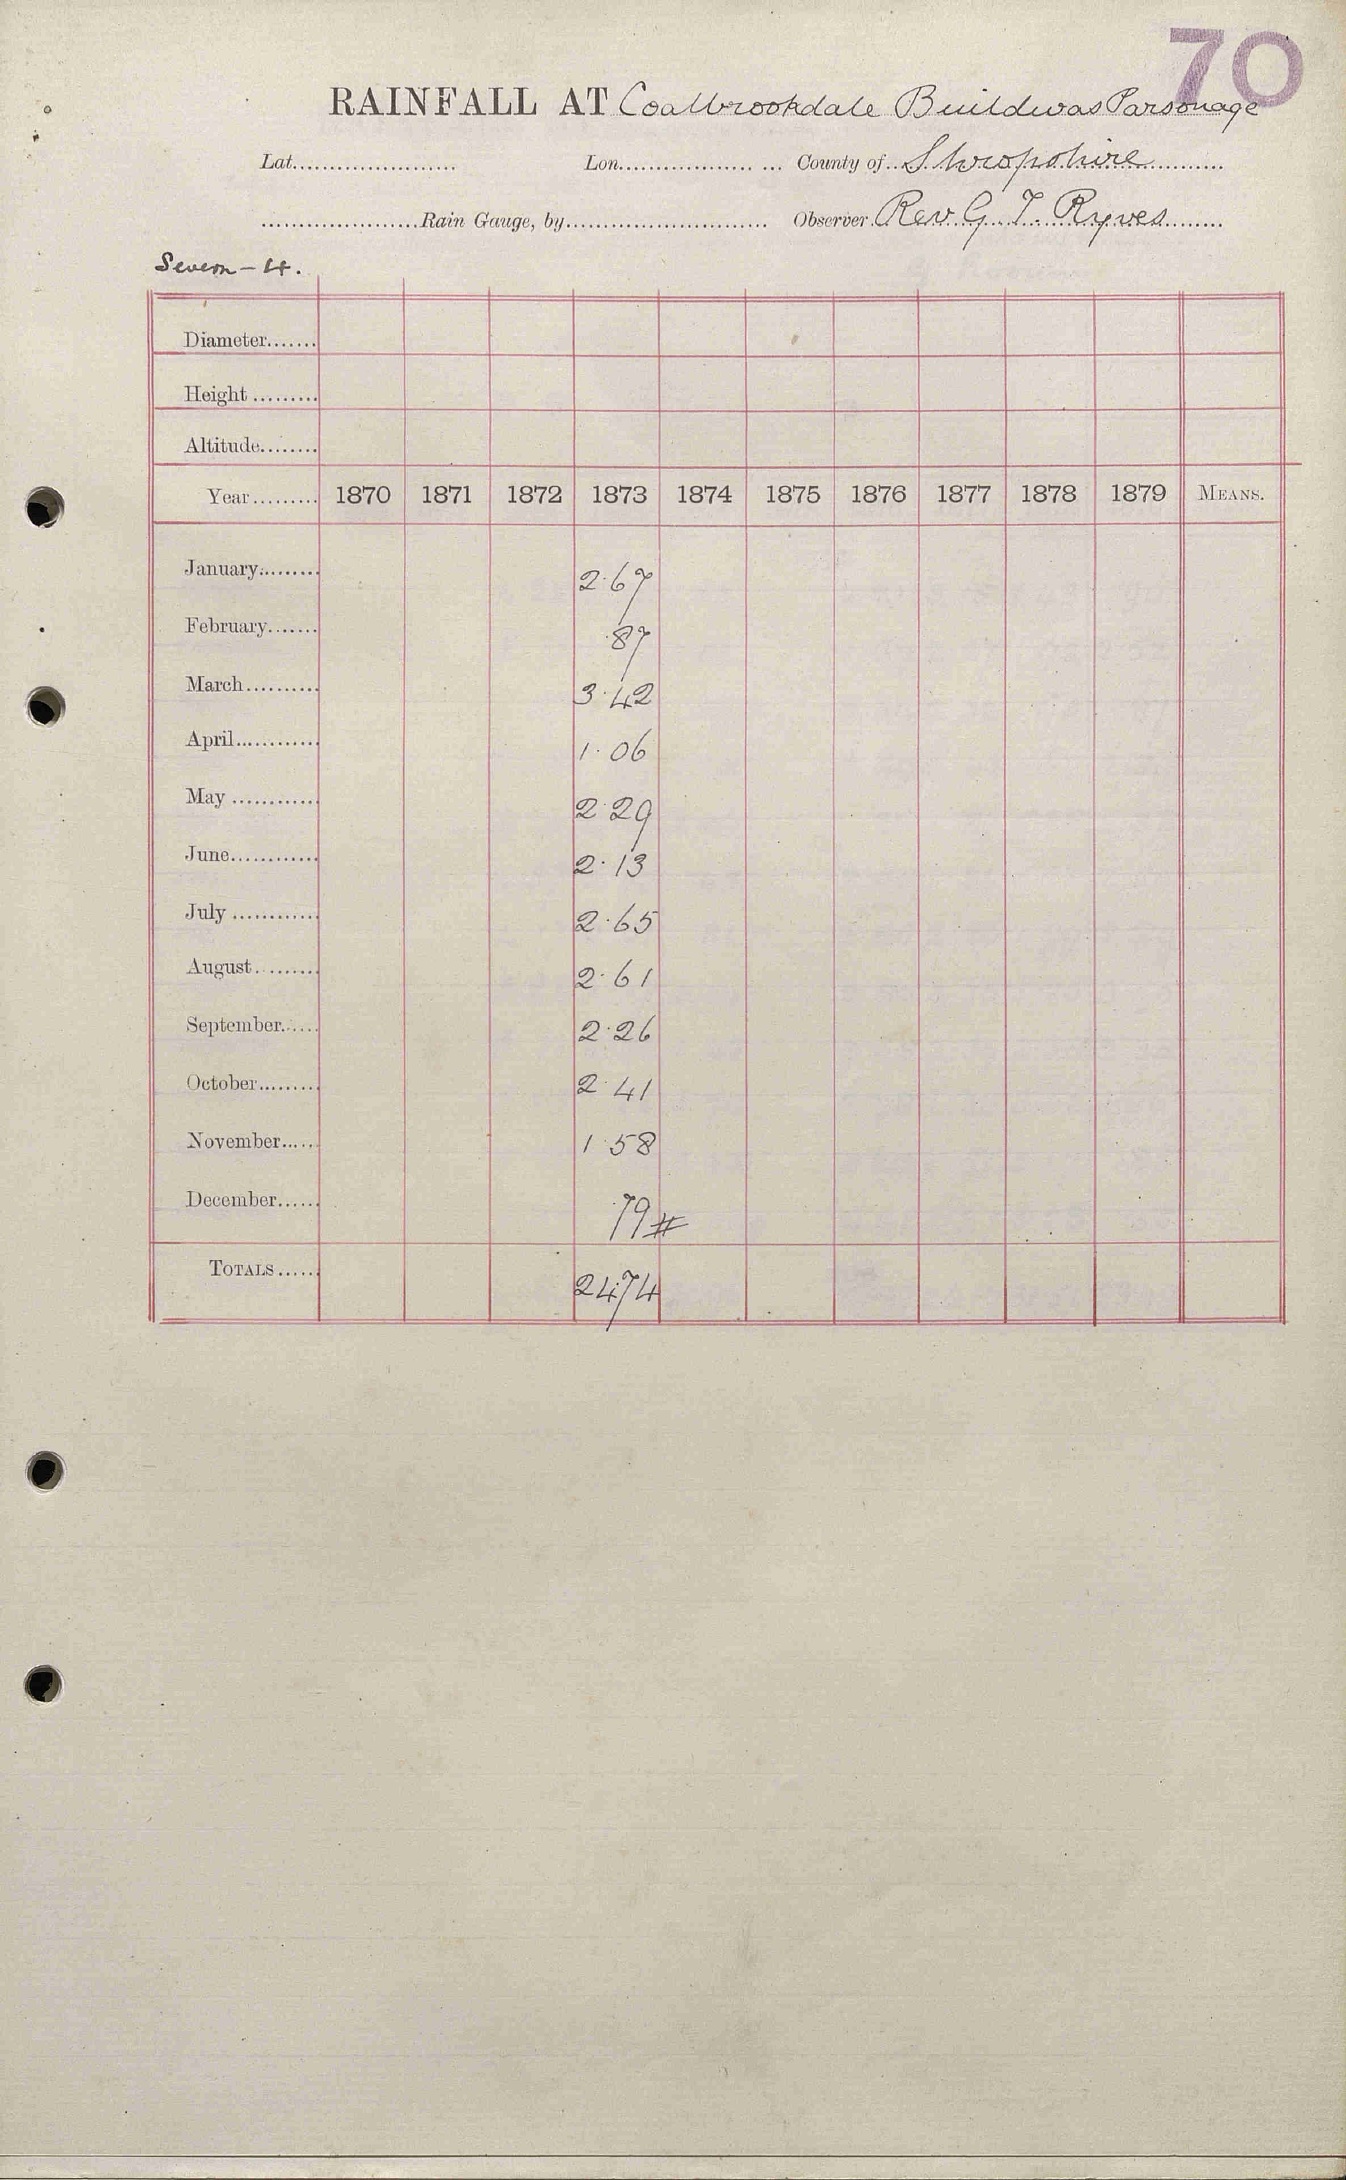 70
RAINFALL AT Coalbrookdale Buildwas Parsonage
Lat...................... Lon.................. ... County of Shropshire
.....................Rain Gauge, by........................... Observer Rev. G. T. Ryves
Severn - 4.
Diameter.......
Height .........
Altitude........
Year......... 1870 1871 1872 1873 1874 1875 1876 1877 1878 1879 MEANS.
January......... 2.67
February....... .87
March.......... 3.42
April............ 1.06
May ............ 2.29
June............ 2.13
July ............ 2.65
August......... 2.61
September...... 2.26
October......... 2.41
November..... 1.58
December...... .79#
TOTALS..... 24.74